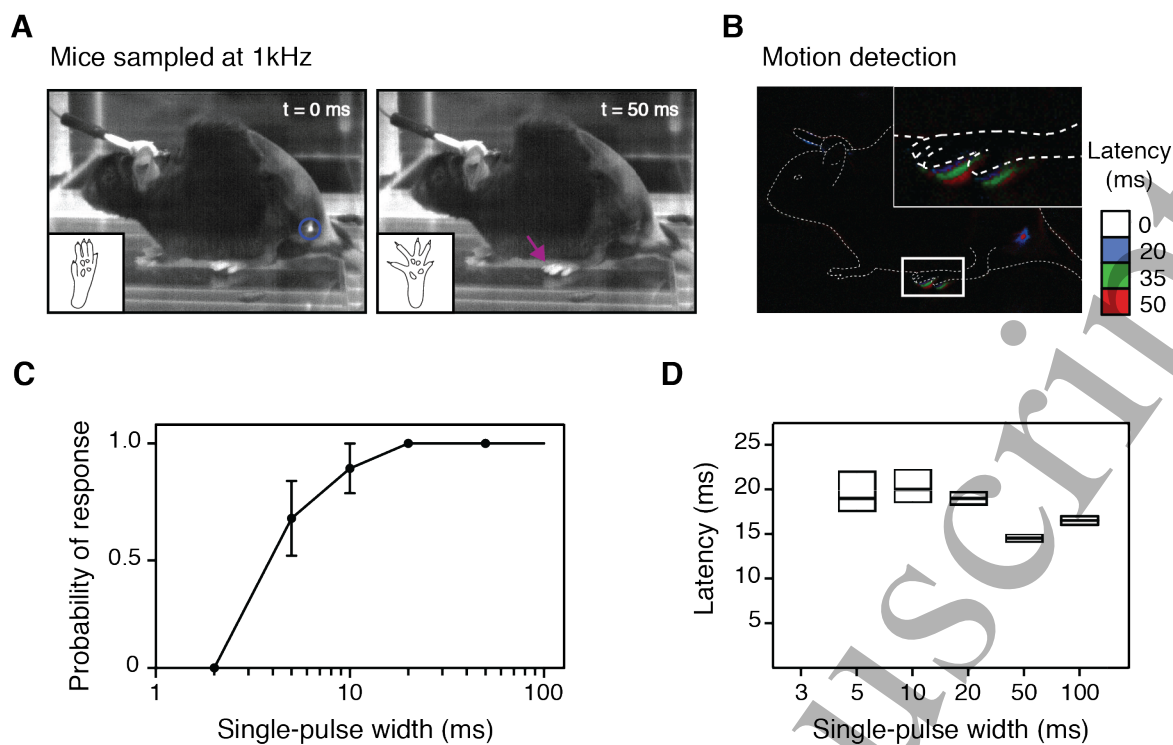 A
Mice sampled at 1kHz
t = 0 ms
t = 50 ms
B
Motion detection
Latency
(ms)
0
20
35
50
C
Probability of response
1.0
0.5
0
1
10
100
Single-pulse width (ms)
D
Latency (ms)
25
20
15
10
5
3
5
10
20
50
100
Single-pulse width (ms)
uscript